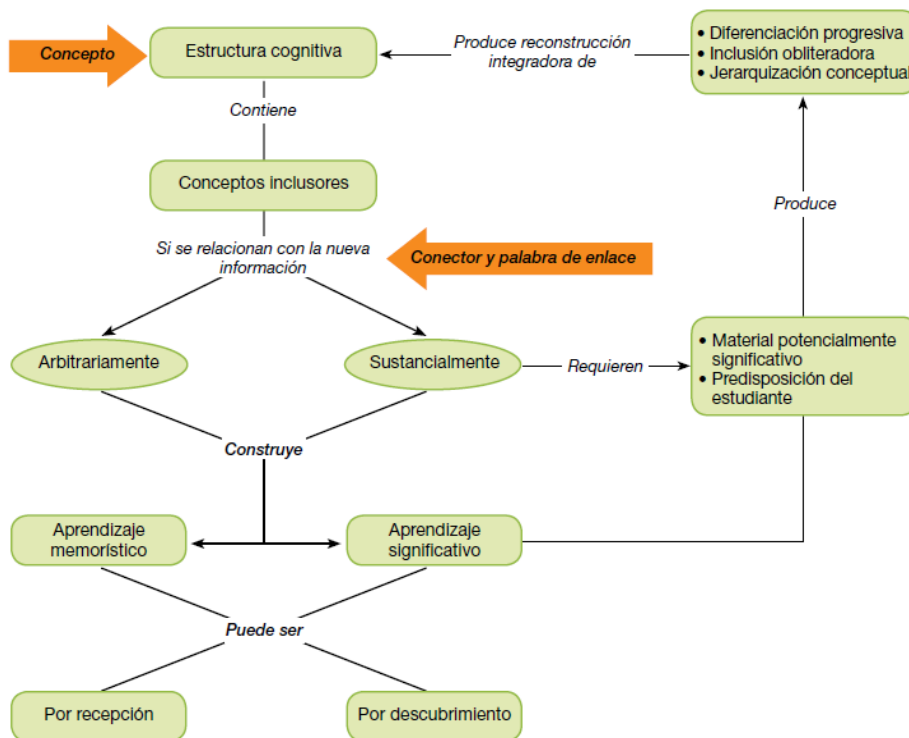 Concepto
Estructura cognitiva
Produce reconstrucción
integradora de
• Diferenciación progresiva
• Inclusión obliteradora
• Jerarquización conceptual
Contiene
Conceptos inclusores
Produce
Si se relacionan con la nueva
información
Conector y palabra de enlace
Arbitrariamente
Sustancialmente
Requieren
• Material potencialmente
significativo
• Predisposición del
estudiante
Construye
Aprendizaje
memorístico
Aprendizaje
significativo
Puede ser
Por recepción
Por descubrimiento